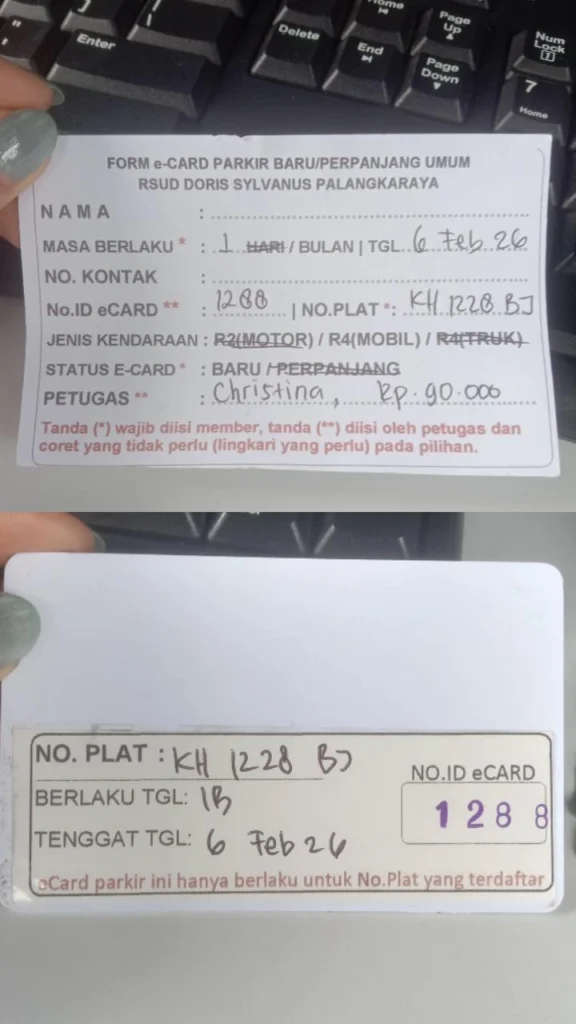 Enter
Delete
Home
End
Page Up
Page Down
Num Lock
7
Home
FORM e-CARD PARKIR BARU/PERPANJANG UMUM
RSUD DORIS SYLVANUS PALANGKARAYA
NAMA :
MASA BERLAKU * : 1 HARI / BULAN | TGL. 6 Feb 26
NO. KONTAK :
No.ID eCARD ** : 1288 | NO.PLAT *: KH 1228 BJ
JENIS KENDARAAN : R2(MOTOR) / R4(MOBIL) / R4(TRUK)
STATUS E-CARD * : BARU / PERPANJANG
PETUGAS ** : Christina, Rp. 90.000
Tanda (*) wajib diisi member, tanda (**) diisi oleh petugas dan
coret yang tidak perlu (lingkari yang perlu) pada pilihan.
NO. PLAT : KH 1228 BJ
NO.ID eCARD
BERLAKU TGL: 1B
1288
TENGGAT TGL: 6 Feb 26
eCard parkir ini hanya berlaku untuk No.Plat yang terdaftar